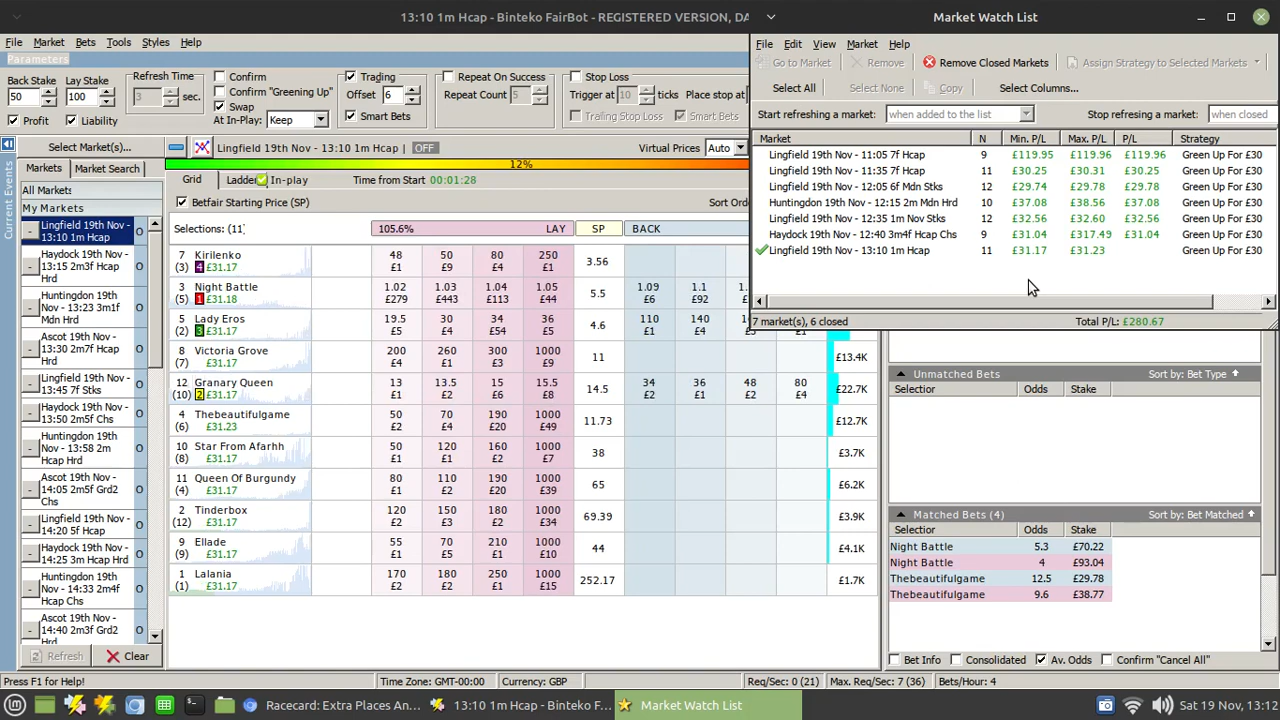 13:10 1m Hcap - Binteko FairBot - REGISTERED VERSION, DA
File Market Bets Tools Styles Help
Parameters
Back Stake Lay Stake Refresh Time Confirm Trading Repeat On Success Stop Loss
50 100 3 sec. Confirm "Greening Up" Offset 6 Repeat Count 5 Trigger at 10 ticks Place stop at
Profit Liability Swap Smart Bets Trailing Stop Loss Smart Bets
At In-Play: Keep
Select Market(s)... Lingfield 19th Nov - 13:10 1m Hcap | OFF Virtual Prices Auto
12%
Markets Market Search Grid Ladder In-play Time from Start 00:01:28
Current Events
All Markets
My Markets
Betfair Starting Price (SP) Sort Orde
Lingfield 19th Nov -
13:10 1m Hcap
Haydock 19th Nov -
13:15 2m3f Hcap
Hrd
Huntingdon 19th
Nov - 13:23 3m1f
Mdn Hrd
Ascot 19th Nov -
13:30 2m7f Hcap
Hrd
Lingfield 19th Nov -
13:45 7f Stks
Haydock 19th Nov -
13:50 2m5f Chs
Huntingdon 19th
Nov - 13:58 2m
Hcap Hrd
Ascot 19th Nov -
14:05 2m5f Grd2
Chs
Lingfield 19th Nov -
14:20 5f Hcap
Haydock 19th Nov -
14:25 3m Hcap Hrd
Huntingdon 19th
Nov - 14:33 2m4f
Hcap Chs
Ascot 19th Nov -
14:40 2m3f Grd2
Hrd
O
Refresh Clear
Selections: (11) 105.6% LAY SP BACK
7 Kirilenko 48 50 80 250 3.56
(3) 4 £31.17 £1 £9 £4 £1
3 Night Battle 1.02 1.03 1.04 1.05 5.5 1.09 1.1
(5) 1 £31.18 £279 £443 £113 £44 £6 £92
5 Lady Eros 19.5 30 34 36 4.6 110 140
(2) 3 £31.17 £5 £4 £54 £5 £1 £4
8 Victoria Grove 200 260 300 1000 11
(7) £31.17 £4 £1 £3 £9 £13.4K
12 Granary Queen 13 13.5 15 15.5 14.5 34 36 48 80
(10) 2 £31.17 £1 £2 £6 £8 £2 £1 £2 £4 £22.7K
4 Thebeautifulgame 50 70 190 1000 11.73
(6) £31.23 £2 £4 £20 £49 £12.7K
10 Star From Afarhh 50 120 160 1000 38
(8) £31.17 £1 £1 £2 £7 £3.7K
11 Queen Of Burgundy 80 110 190 1000 65
(4) £31.17 £1 £2 £20 £39 £6.2K
2 Tinderbox 120 150 180 1000 69.39
(12) £31.17 £2 £3 £2 £34 £3.9K
9 Ellade 55 70 210 1000 44
(9) £31.17 £1 £5 £1 £10 £4.1K
1 Lalania 170 180 250 1000 252.17
(1) £31.17 £2 £2 £1 £15 £1.7K
Market Watch List
File Edit View Market Help
Go to Market Remove Remove Closed Markets Assign Strategy to Selected Markets
Select All Select None Copy Select Columns...
Start refreshing a market: when added to the list Stop refresing a market: when closed
Market N Min. P/L Max. P/L P/L Strategy
Lingfield 19th Nov - 11:05 7f Hcap 9 £119.95 £119.96 £119.96 Green Up For £30
Lingfield 19th Nov - 11:35 7f Hcap 11 £30.25 £30.31 £30.25 Green Up For £30
Lingfield 19th Nov - 12:05 6f Mdn Stks 12 £29.74 £29.78 £29.78 Green Up For £30
Huntingdon 19th Nov - 12:15 2m Mdn Hrd 10 £37.08 £38.56 £37.08 Green Up For £30
Lingfield 19th Nov - 12:35 1m Nov Stks 12 £32.56 £32.60 £32.56 Green Up For £30
Haydock 19th Nov - 12:40 3m4f Hcap Chs 9 £31.04 £317.49 £31.04 Green Up For £30
Lingfield 19th Nov - 13:10 1m Hcap 11 £31.17 £31.23 Green Up For £30
7 market(s), 6 closed Total P/L: £280.67
Unmatched Bets Sort by: Bet Type
Selection Odds Stake
Matched Bets (4) Sort by: Bet Matched
Selection Odds Stake
Night Battle 5.3 £70.22
Night Battle 4 £93.04
Thebeautifulgame 12.5 £29.78
Thebeautifulgame 9.6 £38.77
Bet Info Consolidated Av. Odds Confirm "Cancel All"
Press F1 for Help! Time Zone: GMT-00:00 Currency: GBP Req/Sec: 0 (21) Max. Req/Sec: 7 (36) Bets/Hour: 4
Racecard: Extra Places An... 13:10 1m Hcap - Binteko F... Market Watch List Sat 19 Nov, 13:12